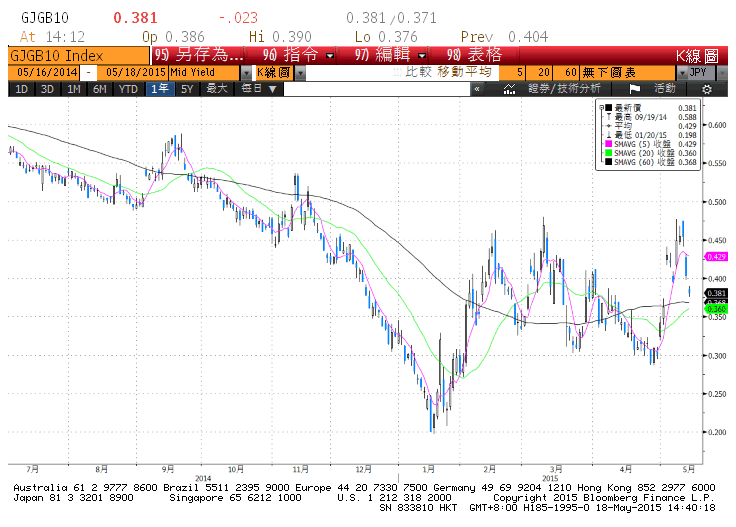 GJGB10 0.381 -.023 0.381/0.371
At 14:12 Op 0.386 Hi 0.390 Lo 0.376 Prev 0.404
GJGB10 Index 95) 另存為... 96) 指令 97) 編輯 98) 表格 K線圖
05/16/2014 - 05/18/2015 Mid Yield K線圖 比較 移動平均 5 20 60 無下圖表 JPY
1D 3D 1M 6M YTD 1年 5Y 最大 每日 ▼ « 證券/技術分析 活動
最新價 0.381
最高 09/19/14 0.588
平均 0.429
最低 01/20/15 0.198
SMAVG (5) 收盤 0.429
SMAVG (20) 收盤 0.360
SMAVG (60) 收盤 0.368
0.600
0.550
0.500
0.450
0.429
0.400
0.381
0.368
0.360
0.350
0.300
0.250
0.200
7月 8月 9月 10月 11月 12月 1月 2月 3月 4月 5月
2014 2015
Australia 61 2 9777 8600 Brazil 5511 2395 9000 Europe 44 20 7330 7500 Germany 49 69 9204 1210 Hong Kong 852 2977 6000
Japan 81 3 3201 8900 Singapore 65 6212 1000 U.S. 1 212 318 2000 Copyright 2015 Bloomberg Finance L.P.
SN 833810 HKT GMT+8:00 H185-1995-0 18-May-2015 14:40:18